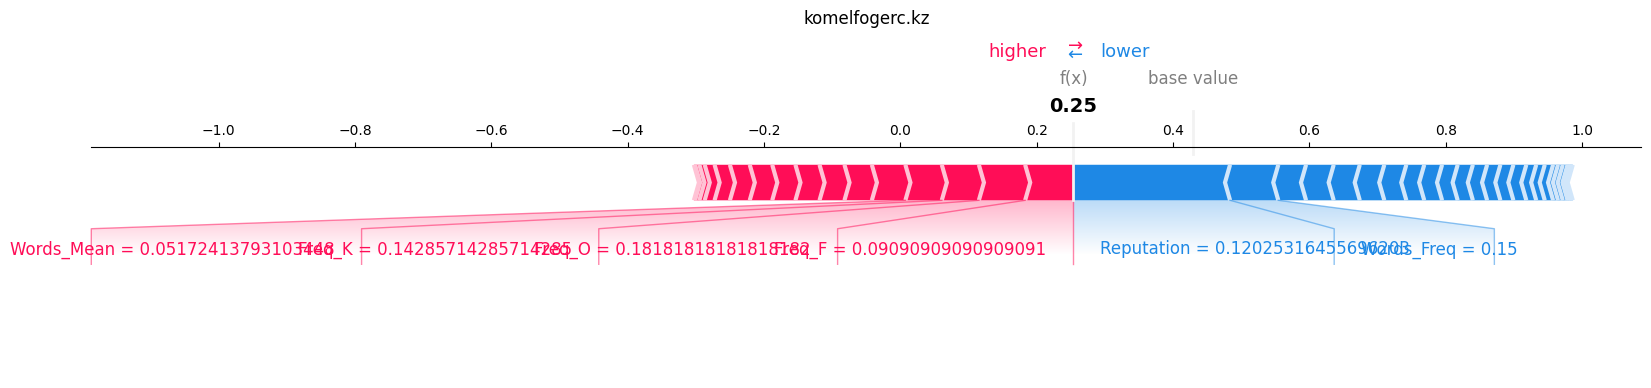 komelfogerc.kz
higher ⇄ lower
f(x) base value
0.25
−1.0 −0.8 −0.6 −0.4 −0.2 0.0 0.2 0.4 0.6 0.8 1.0
Words_Mean = 0.05172413793103448 Freq_K = 0.14285714285714285 Freq_O = 0.18181818181818182 Freq_F = 0.09090909090909091 Reputation = 0.12025316455696203 Words_Freq = 0.15